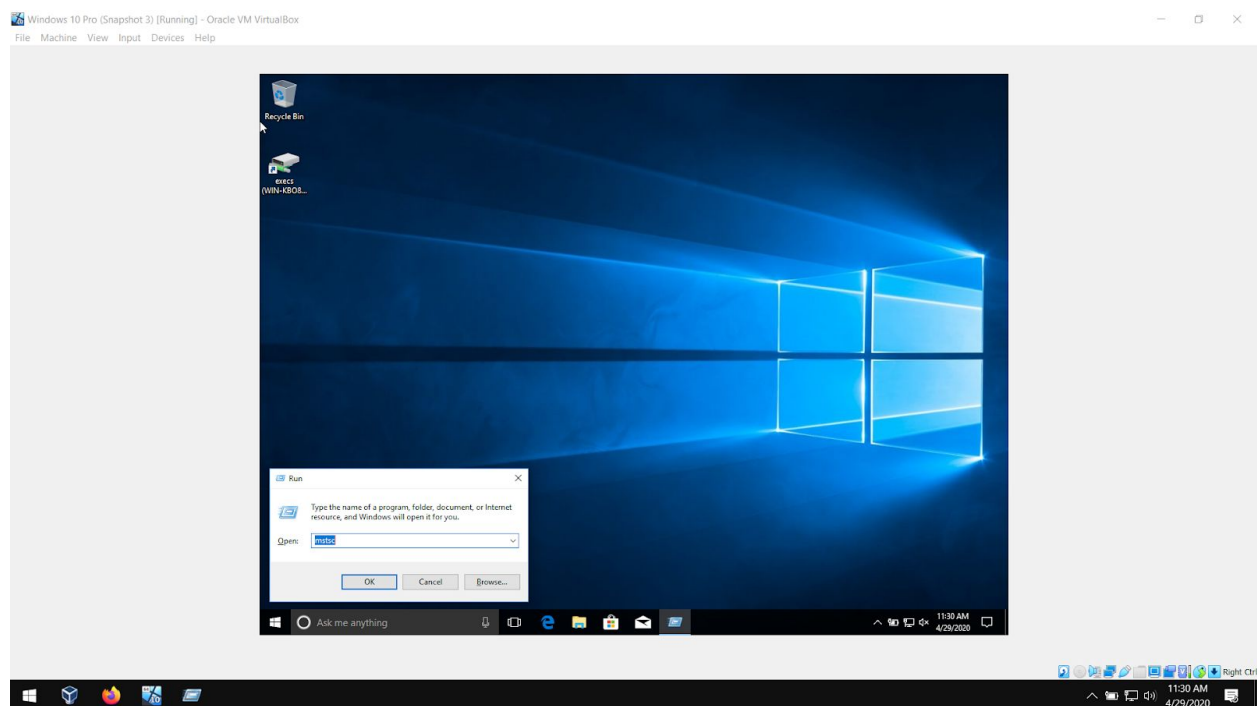 Windows 10 Pro (Snapshot 3) [Running] - Oracle VM VirtualBox
File Machine View Input Devices Help
Recycle Bin
execs
(WIN-KBO8...
Run
Type the name of a program, folder, document, or Internet
resource, and Windows will open it for you.
Open: mstsc
OK Cancel Browse...
Ask me anything
11:30 AM
4/29/2020
Right Ctrl
11:30 AM
4/29/2020